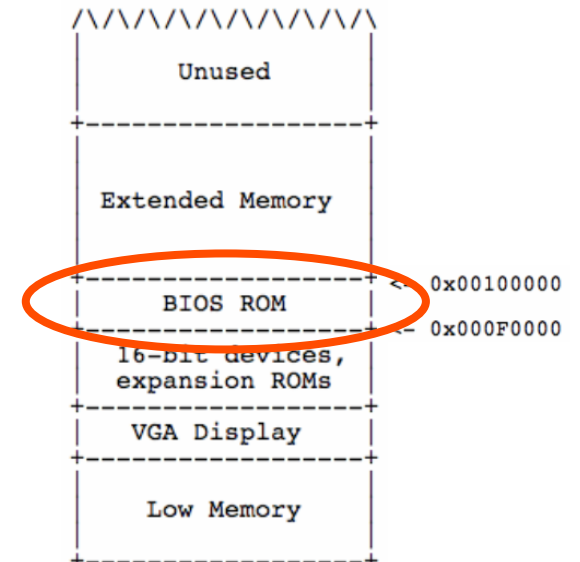 /\/\/\/\/\/\/\/\/\/\
Unused
+------------------+
Extended Memory
+------------------+ <- 0x00100000
BIOS ROM
+------------------+ <- 0x000F0000
16-bit devices,
expansion ROMs
+------------------+
VGA Display
+------------------+
Low Memory
+------------------+